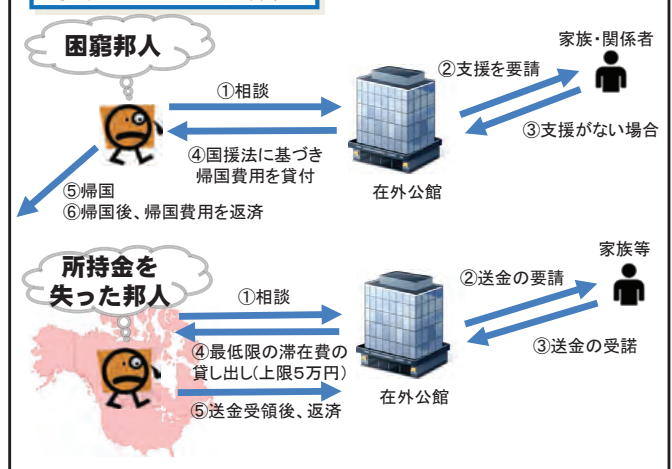 困窮邦人
家族・関係者
①相談
②支援を要請
③支援がない場合
④国援法に基づき
帰国費用を貸付
在外公館
⑤帰国
⑥帰国後、帰国費用を返済
所持金を
失った邦人
家族等
①相談
②送金の要請
③送金の受諾
④最低限の滞在費の
貸し出し(上限5万円)
在外公館
⑤送金受領後、返済